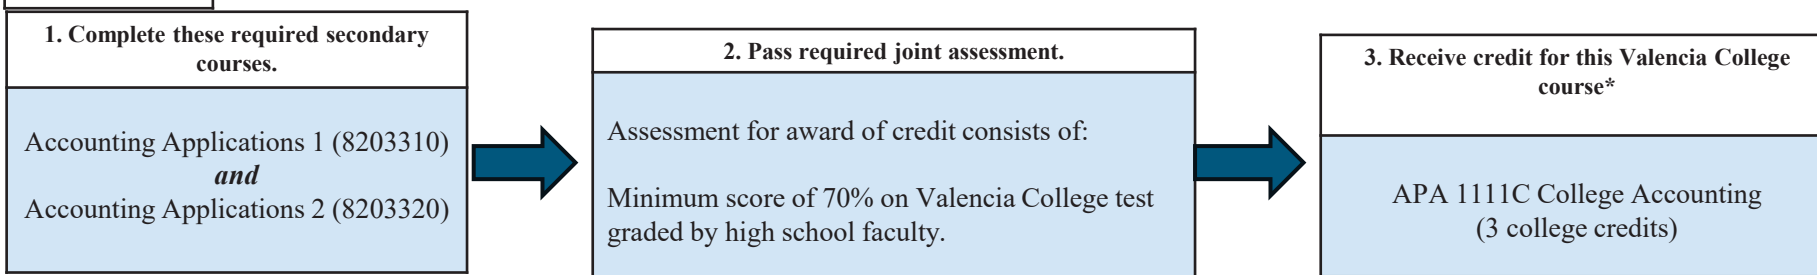 1. Complete these required secondary
courses.
Accounting Applications 1 (8203310)
and
Accounting Applications 2 (8203320)
2. Pass required joint assessment.
Assessment for award of credit consists of:
Minimum score of 70% on Valencia College test
graded by high school faculty.
3. Receive credit for this Valencia College
course*
APA 1111C College Accounting
(3 college credits)